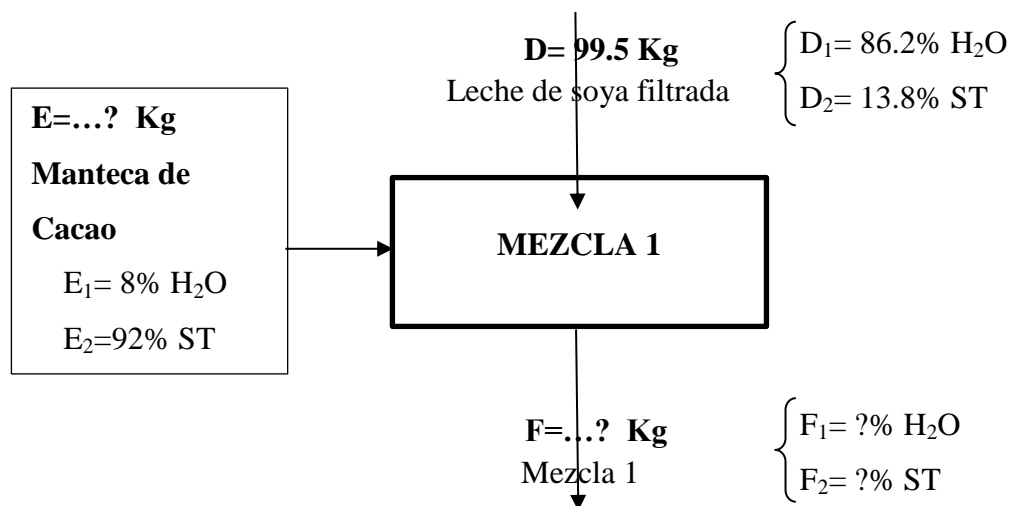 D= 99.5 Kg
Leche de soya filtrada
D₁= 86.2% H₂O
D₂= 13.8% ST
E=…? Kg
Manteca de
Cacao
E₁= 8% H₂O
E₂=92% ST
MEZCLA 1
F=…? Kg
Mezcla 1
F₁= ?% H₂O
F₂= ?% ST